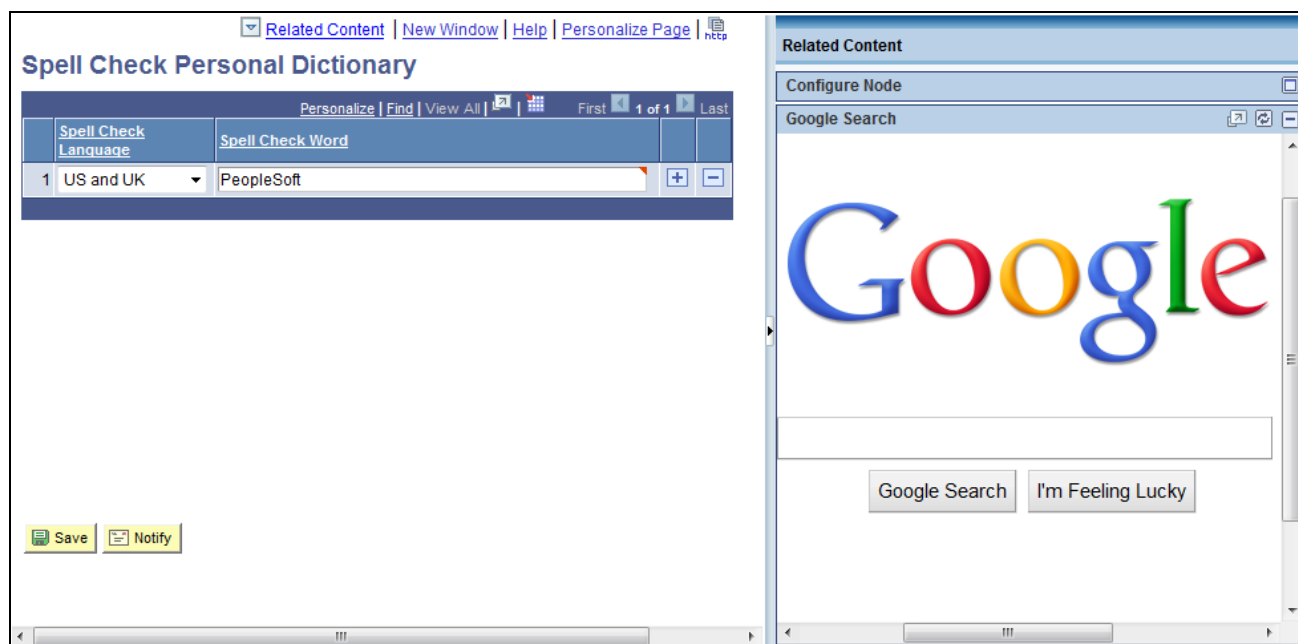 Related Content | New Window | Help | Personalize Page | http
Spell Check Personal Dictionary
Personalize | Find | View All | | First 1 of 1 Last
Spell Check Language
Spell Check Word
1 US and UK PeopleSoft
Save Notify
Related Content
Configure Node
Google Search
Google
Google Search I'm Feeling Lucky